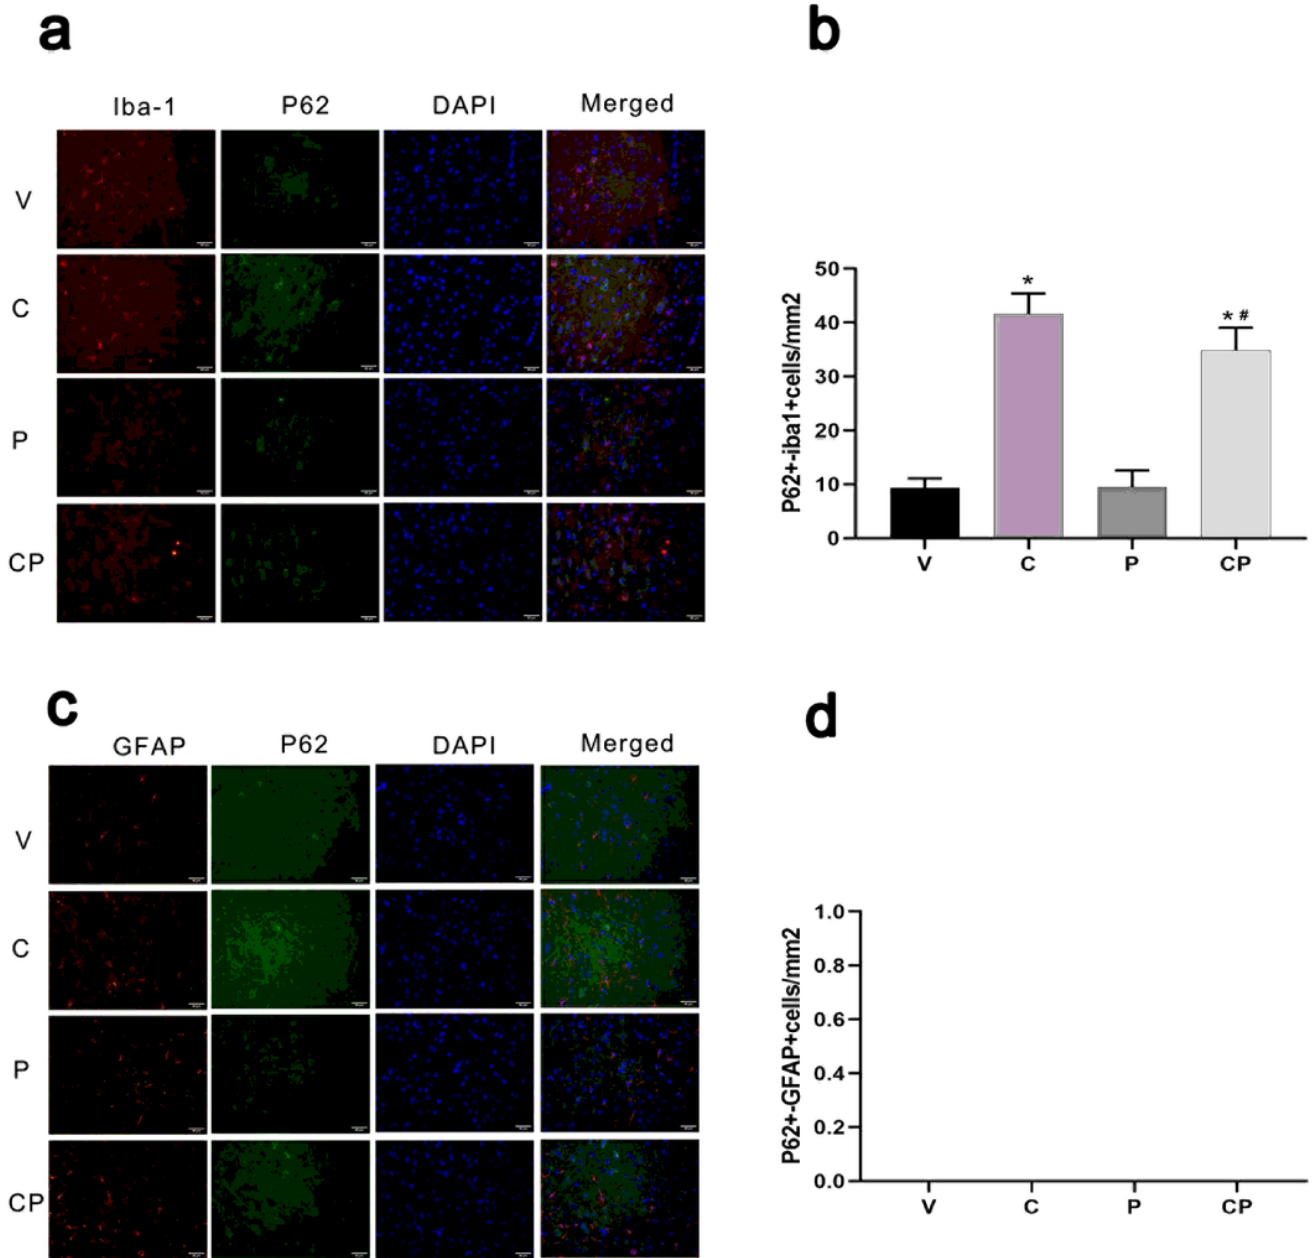 a
b
Iba-1 P62 DAPI Merged
V
C
P
CP
50
40
30
20
10
0
P62+-iba1+cells/mm2
*
* #
V C P CP
c
d
GFAP P62 DAPI Merged
V
C
P
CP
1.0
0.8
0.6
0.4
0.2
0.0
P62+-GFAP+cells/mm2
V C P CP